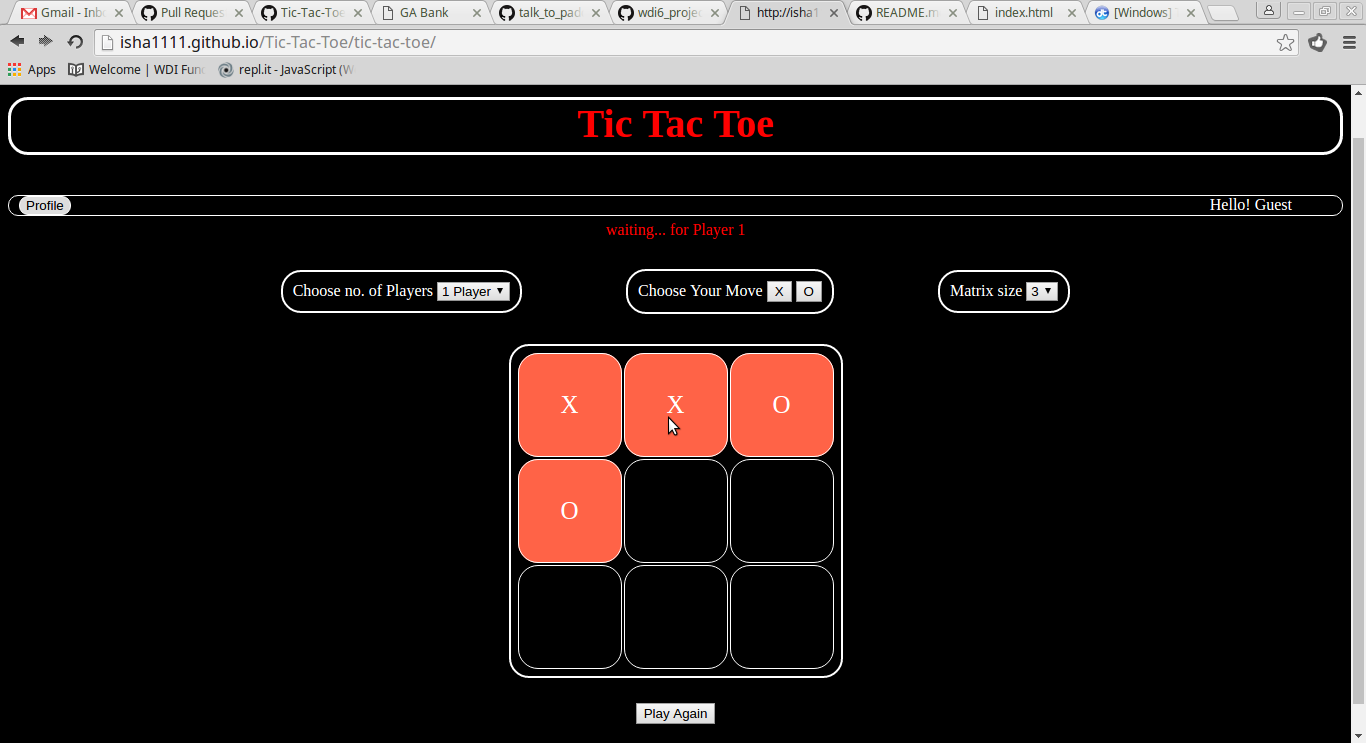 Gmail - Inbo Pull Reques Tic-Tac-Toe GA Bank talk_to_pad wdi6_projec http://isha1 README.m index.html [Windows]
isha1111.github.io/Tic-Tac-Toe/tic-tac-toe/
Apps Welcome | WDI Fun repl.it - JavaScript (W
Tic Tac Toe
Profile Hello! Guest
waiting... for Player 1
Choose no. of Players 1 Player Choose Your Move X O Matrix size 3
X X O
O
Play Again